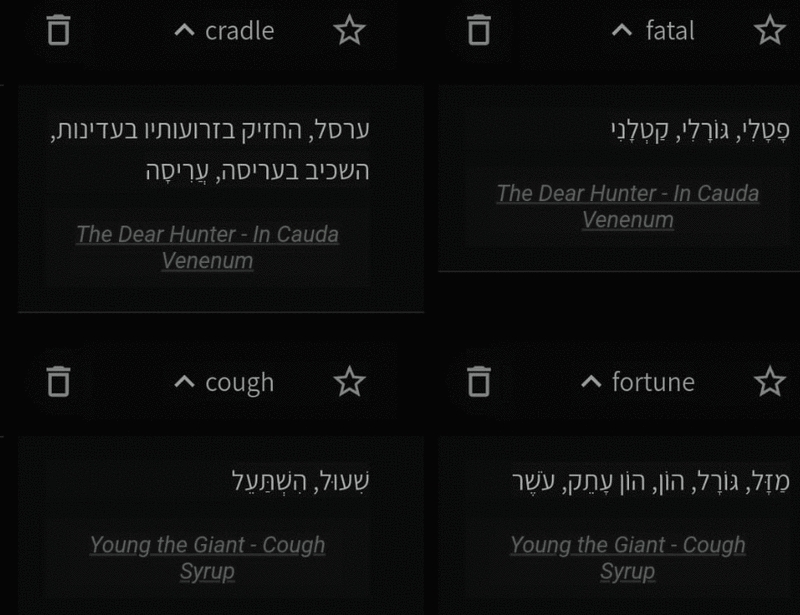 cradle
ערסל, החזיק בזרועותיו בעדינות,
השכיב בעריסה, עֲרִיסָה
The Dear Hunter - In Cauda
Venenum
fatal
פָטָלִי, גּוֹרָלִי, קַטְלָנִי
The Dear Hunter - In Cauda
Venenum
cough
שִׁעוּל, הִשְׁתַּעֵל
Young the Giant - Cough
Syrup
fortune
מַזָּל, גּוֹרָל, הוֹן, הוֹן עָתֵק, עֹשֶׁר
Young the Giant - Cough
Syrup